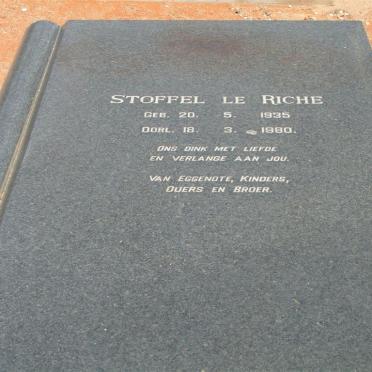 STOFFEL LE RICHE
GEB. 20. 5. 1935
OORL. 18. 3. 1980.
ONS DINK MET LIEFDE
EN VERLANGE AAN JOU.
VAN EGGENOTE, KINDERS,
OUERS EN BROER.